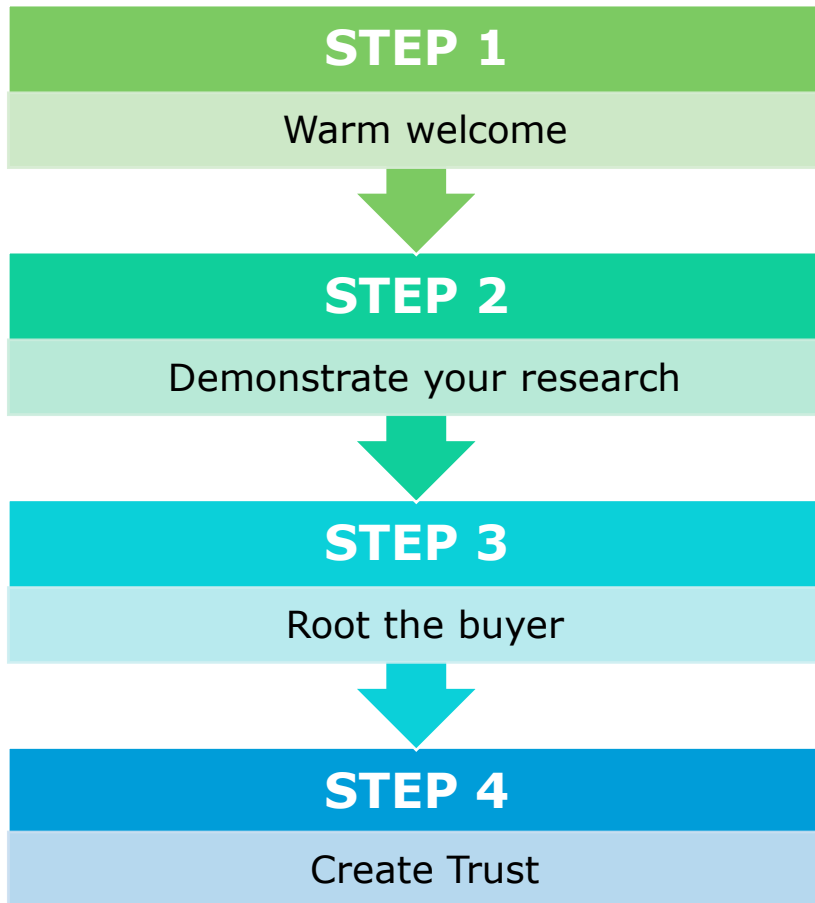 STEP 1
Warm welcome
STEP 2
Demonstrate your research
STEP 3
Root the buyer
STEP 4
Create Trust